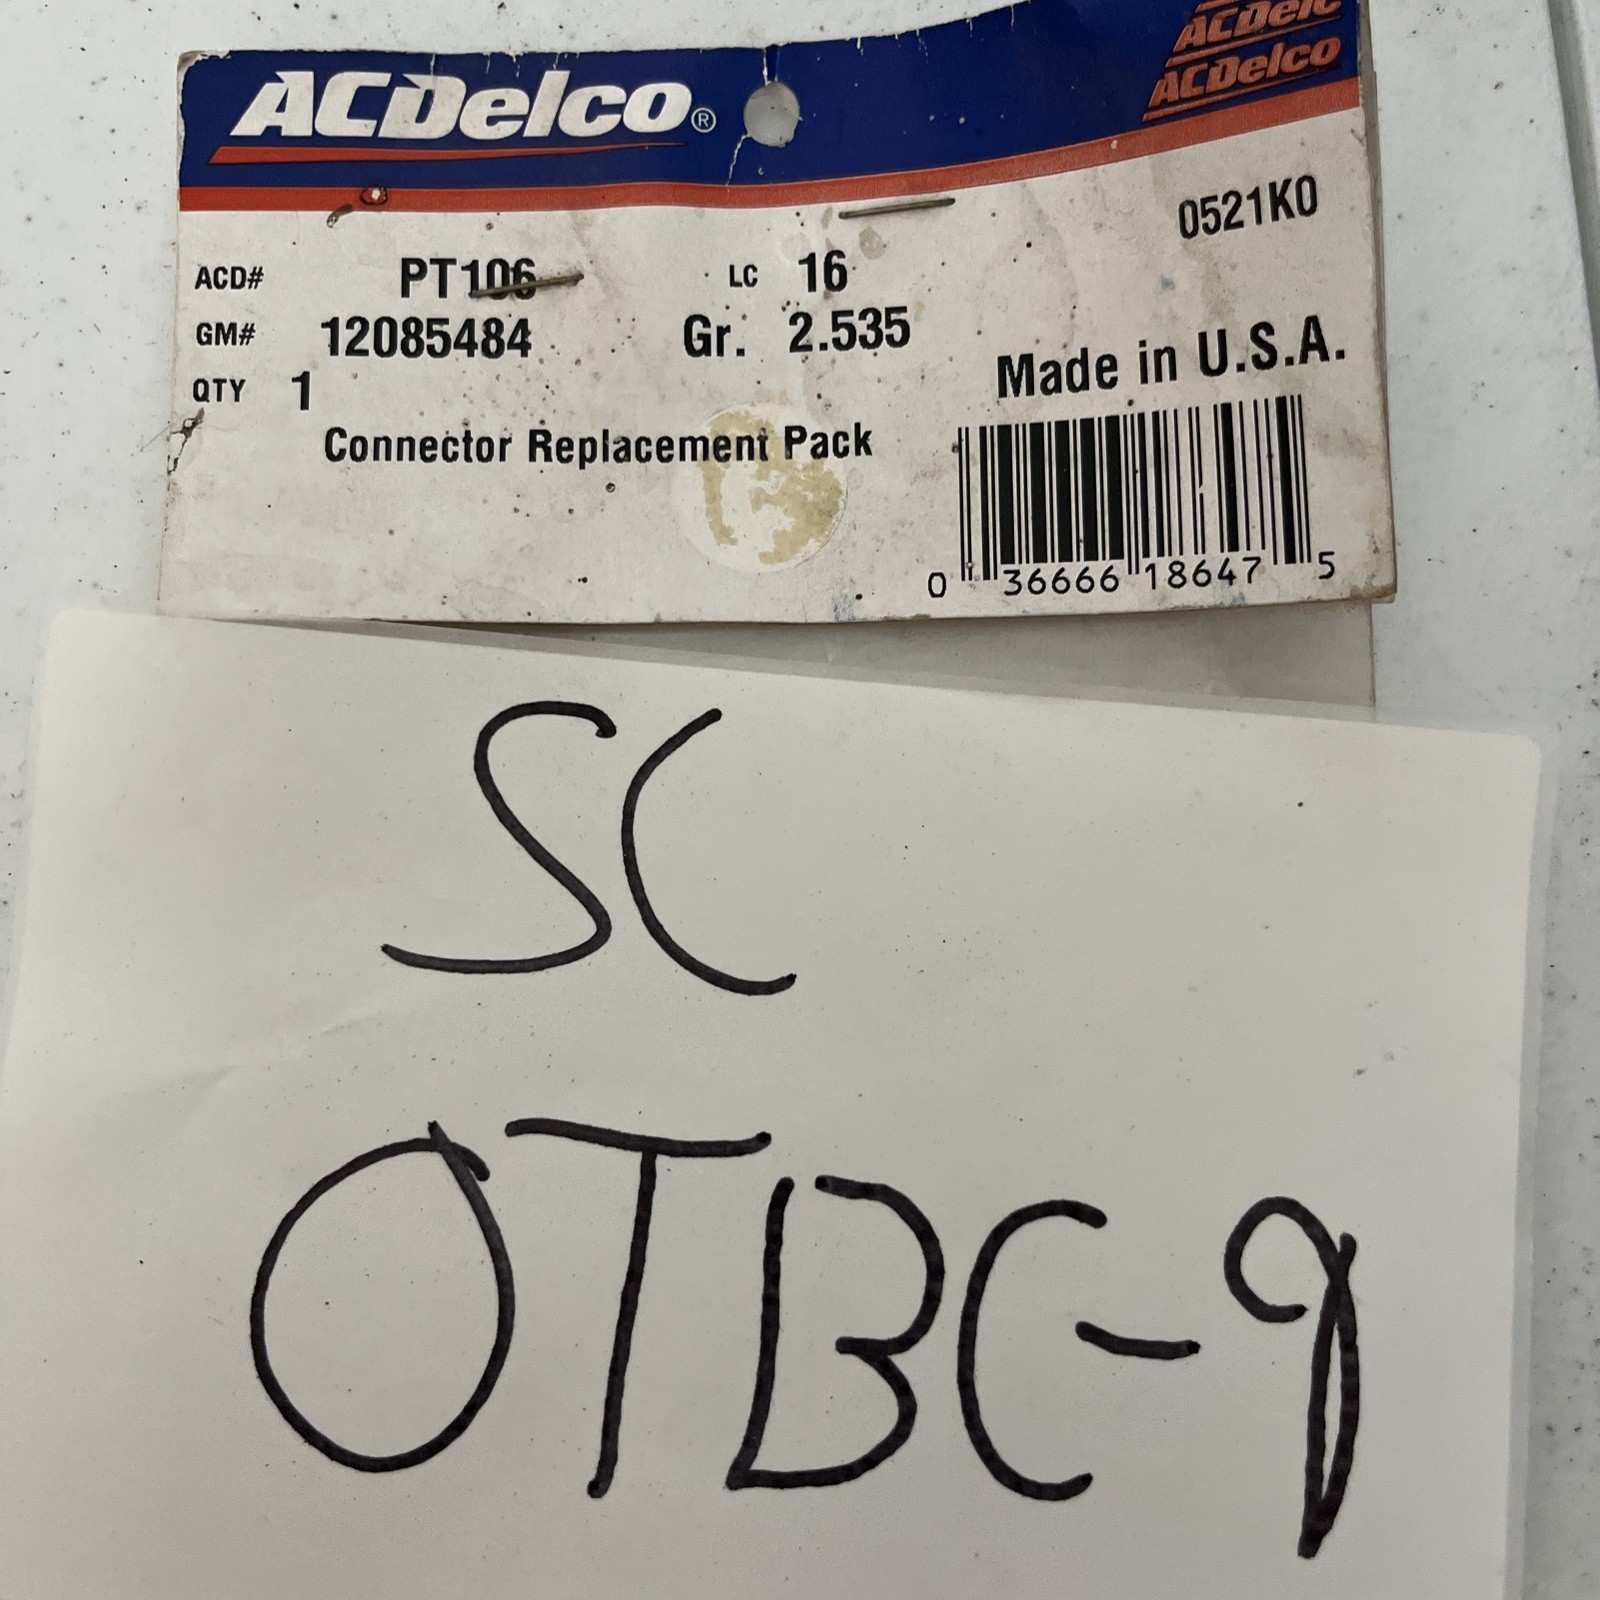 ACDelco®
ACDelc
ACDelco
0521K0
ACD# PT106 LC 16
GM# 12085484 Gr. 2.535
QTY 1
Made in U.S.A.
Connector Replacement Pack
0 36666 18647 5
SC
OTBC-9